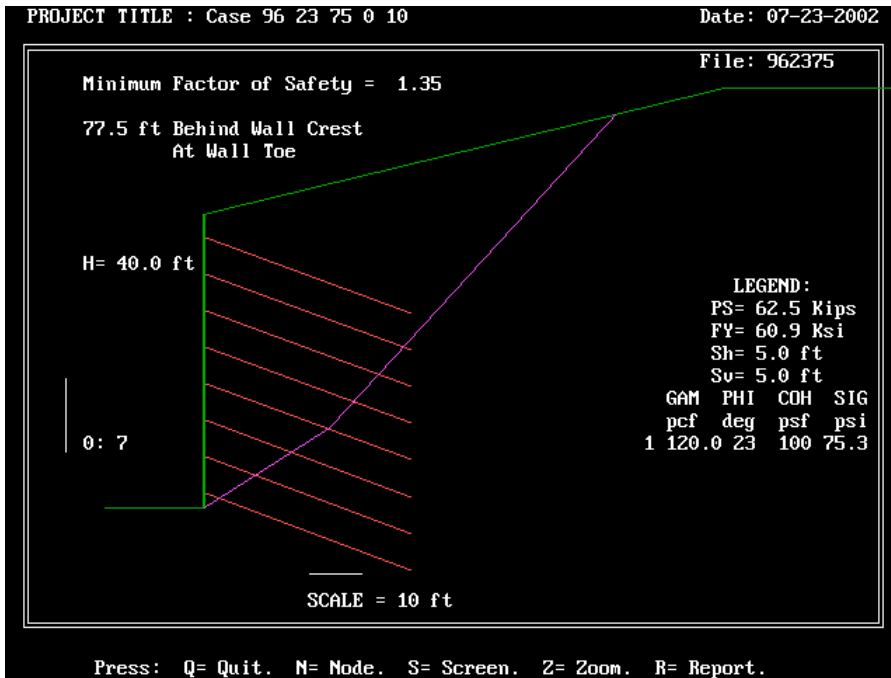 PROJECT TITLE : Case 96 23 75 0 10 Date: 07-23-2002
File: 962375
Minimum Factor of Safety = 1.35
77.5 ft Behind Wall Crest
At Wall Toe
H= 40.0 ft
LEGEND:
PS= 62.5 Kips
FY= 60.9 Ksi
Sh= 5.0 ft
Sv= 5.0 ft
GAM PHI COH SIG
pcf deg psf psi
1 120.0 23 100 75.3
0: 7
SCALE = 10 ft
Press: Q= Quit. N= Node. S= Screen. Z= Zoom. R= Report.